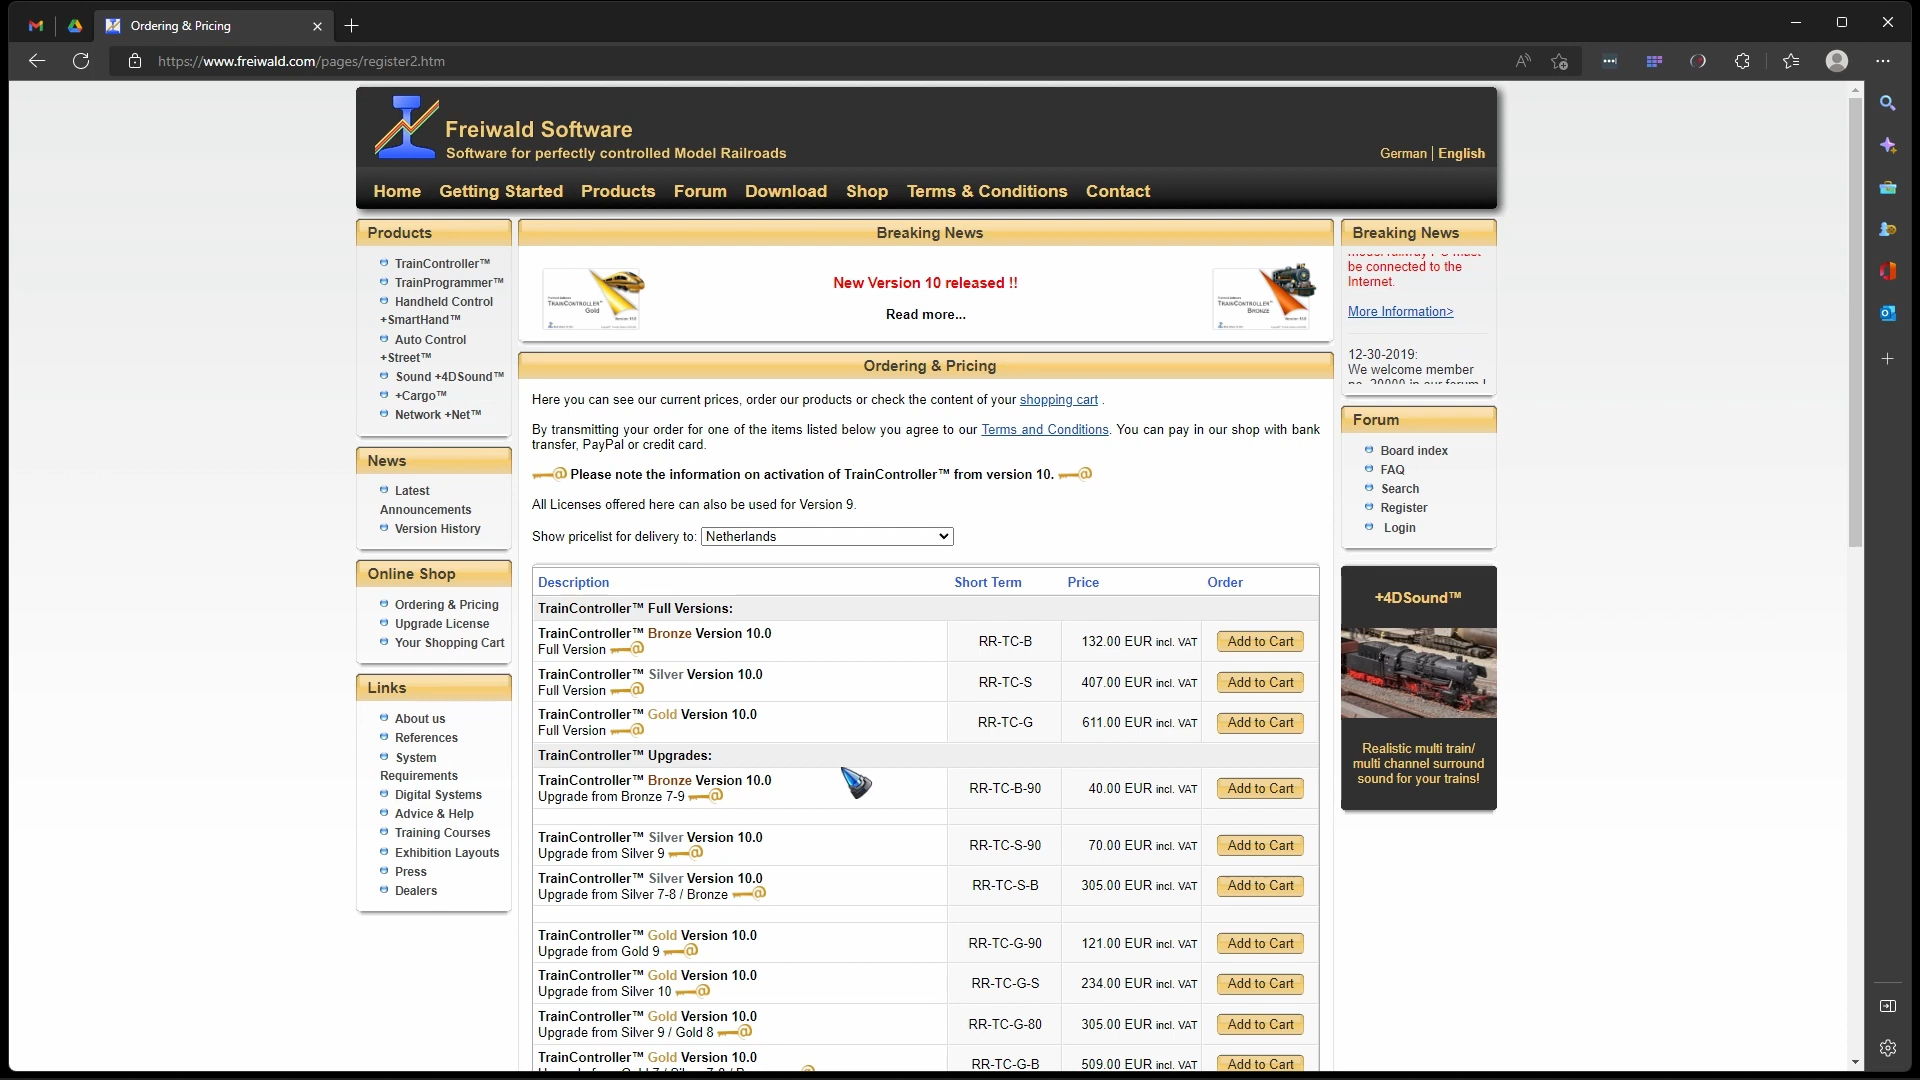 Ordering & Pricing
https://www.freiwald.com/pages/register2.htm
Freiwald Software
Software for perfectly controlled Model Railroads
German | English
Home Getting Started Products Forum Download Shop Terms & Conditions Contact
Products
TrainController™
TrainProgrammer™
Handheld Control
+SmartHand™
Auto Control
+Street™
Sound +4DSound™
+Cargo™
Network +Net™
News
Latest
Announcements
Version History
Online Shop
Ordering & Pricing
Upgrade License
Your Shopping Cart
Links
About us
References
System
Requirements
Digital Systems
Advice & Help
Training Courses
Exhibition Layouts
Press
Dealers
Breaking News
TRAINCONTROLLER™
Gold
New Version 10 released !!
Read more...
TRAINCONTROLLER™
BRONZE
Ordering & Pricing
Here you can see our current prices, order our products or check the content of your shopping cart .
By transmitting your order for one of the items listed below you agree to our Terms and Conditions. You can pay in our shop with bank
transfer, PayPal or credit card.
Please note the information on activation of TrainController™ from version 10.
All Licenses offered here can also be used for Version 9.
Show pricelist for delivery to: Netherlands
Description Short Term Price Order
TrainController™ Full Versions:
TrainController™ Bronze Version 10.0
Full Version
RR-TC-B 132.00 EUR incl. VAT Add to Cart
TrainController™ Silver Version 10.0
Full Version
RR-TC-S 407.00 EUR incl. VAT Add to Cart
TrainController™ Gold Version 10.0
Full Version
RR-TC-G 611.00 EUR incl. VAT Add to Cart
TrainController™ Upgrades:
TrainController™ Bronze Version 10.0
Upgrade from Bronze 7-9
RR-TC-B-90 40.00 EUR incl. VAT Add to Cart
TrainController™ Silver Version 10.0
Upgrade from Silver 9
RR-TC-S-90 70.00 EUR incl. VAT Add to Cart
TrainController™ Silver Version 10.0
Upgrade from Silver 7-8 / Bronze
RR-TC-S-B 305.00 EUR incl. VAT Add to Cart
TrainController™ Gold Version 10.0
Upgrade from Gold 9
RR-TC-G-90 121.00 EUR incl. VAT Add to Cart
TrainController™ Gold Version 10.0
Upgrade from Silver 10
RR-TC-G-S 234.00 EUR incl. VAT Add to Cart
TrainController™ Gold Version 10.0
Upgrade from Silver 9 / Gold 8
RR-TC-G-80 305.00 EUR incl. VAT Add to Cart
TrainController™ Gold Version 10.0
RR-TC-G-B 509.00 EUR incl. VAT Add to Cart
Breaking News
be connected to the
Internet.
More Information>
12-30-2019:
We welcome member
Forum
Board index
FAQ
Search
Register
Login
+4DSound™
Realistic multi train/
multi channel surround
sound for your trains!